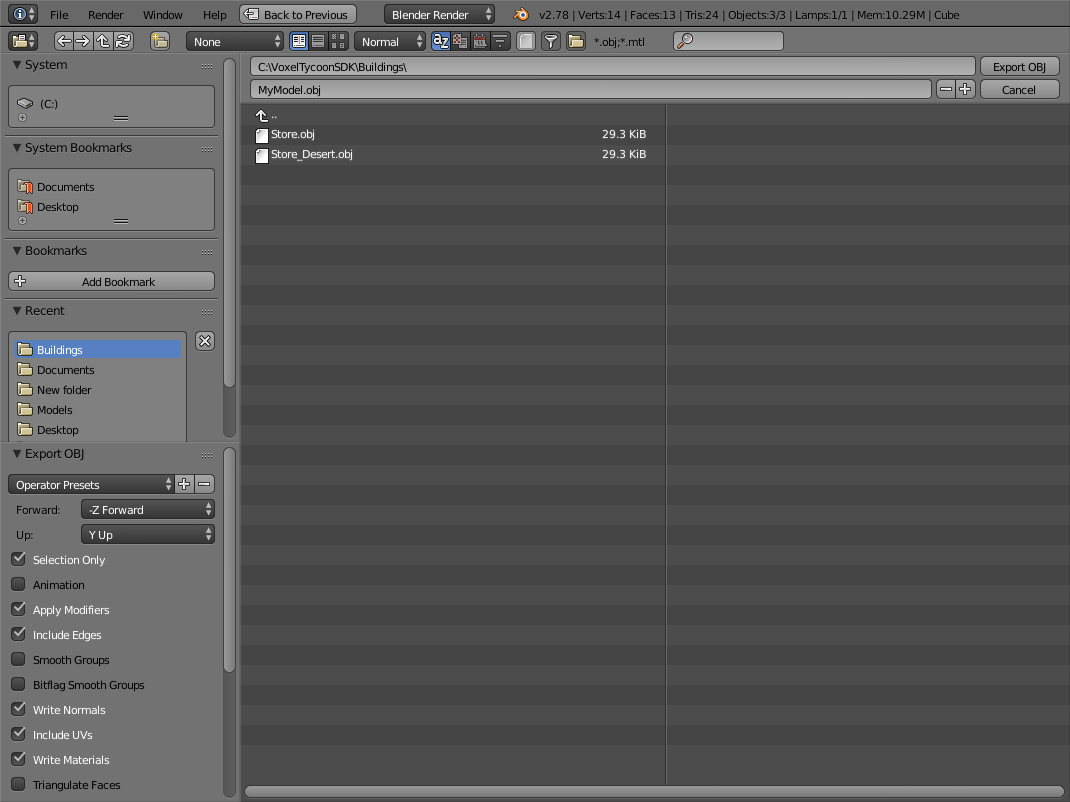 File Render Window Help Back to Previous Blender Render v2.78 | Verts:14 | Faces:13 | Tris:24 | Objects:3/3 | Lamps:1/1 | Mem:10.29M | Cube
None Normal *.obj;*.mtl
System
(C:)
System Bookmarks
Documents
Desktop
Bookmarks
Add Bookmark
Recent
Buildings
Documents
New folder
Models
Desktop
Export OBJ
Operator Presets
Forward: -Z Forward
Up: Y Up
Selection Only
Animation
Apply Modifiers
Include Edges
Smooth Groups
Bitflag Smooth Groups
Write Normals
Include UVs
Write Materials
Triangulate Faces
C:\VoxelTycoonSDK\Buildings\ Export OBJ
MyModel.obj Cancel
..
Store.obj 29.3 KiB
Store_Desert.obj 29.3 KiB